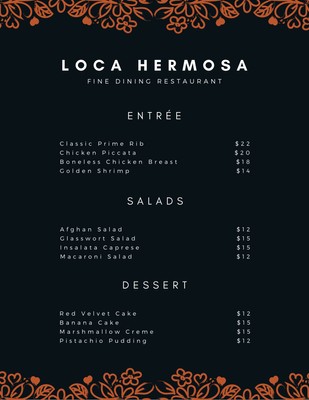 LOCA HERMOSA
FINE DINING RESTAURANT
ENTRÉE
Classic Prime Rib $22
Chicken Piccata $20
Boneless Chicken Breast $18
Golden Shrimp $14
SALADS
Afghan Salad $12
Glasswort Salad $15
Insalata Caprese $15
Macaroni Salad $12
DESSERT
Red Velvet Cake $12
Banana Cake $15
Marshmallow Creme $15
Pistachio Pudding $12